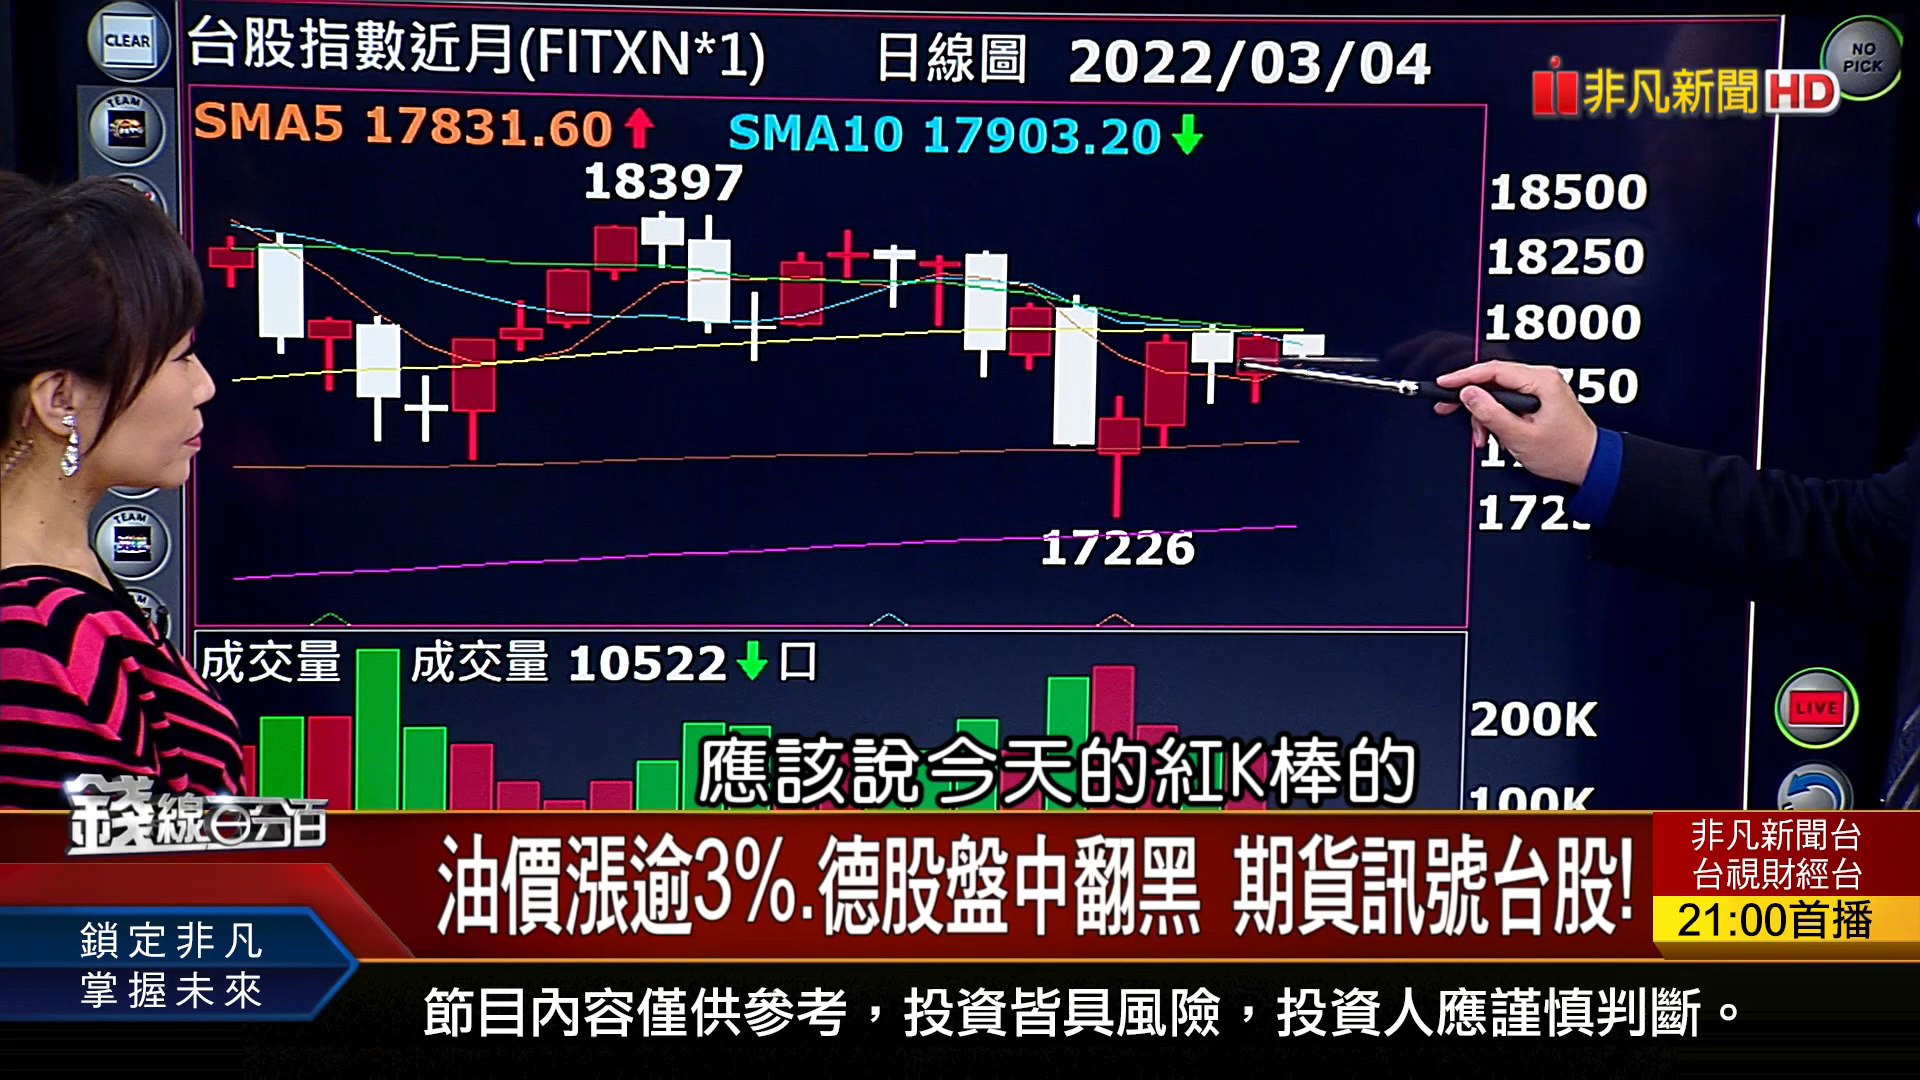 CLEAR
台股指數近月(FITXN*1) 日線圖 2022/03/04
NO PICK
非凡新聞HD
TEAM
SMA5 17831.60 SMA10 17903.20
18397
18500
18250
18000
750
17226
TEAM
成交量 成交量 10522 口
200K
100K
LIVE
應該說今天的紅K棒的
錢線百分百
油價漲逾3%.德股盤中翻黑 期貨訊號台股!
非凡新聞台
台視財經台
21:00首播
鎖定非凡
掌握未來
節目內容僅供參考，投資皆具風險，投資人應謹慎判斷。